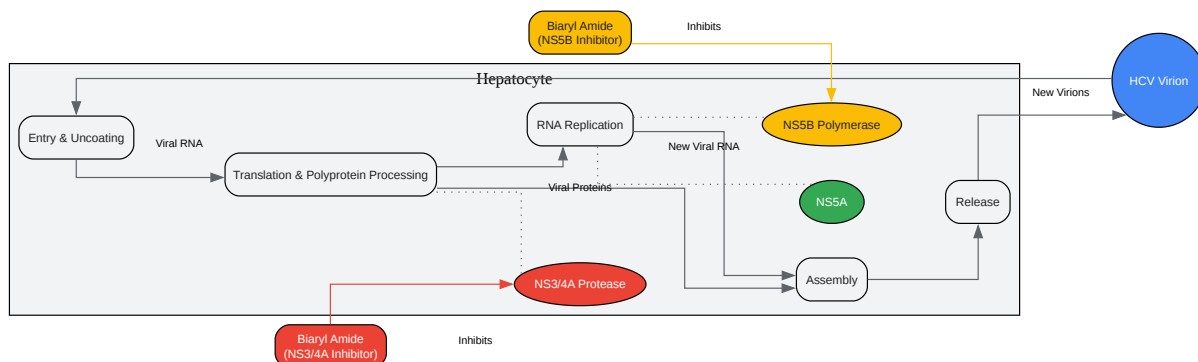 Biaryl Amide
(NS5B Inhibitor)
Inhibits
Hepatocyte
HCV Virion
New Virions
Entry & Uncoating
Viral RNA
RNA Replication
NS5B Polymerase
New Viral RNA
Translation & Polyprotein Processing
Viral Proteins
NS5A
Release
Assembly
NS3/4A Protease
Biaryl Amide
(NS3/4A Inhibitor)
Inhibits